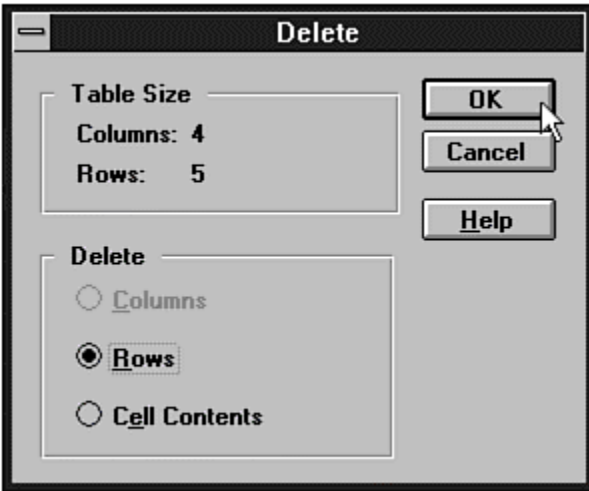 Delete
Table Size
Columns: 4
Rows: 5
OK
Cancel
Help
Delete
Columns
Rows
Cell Contents